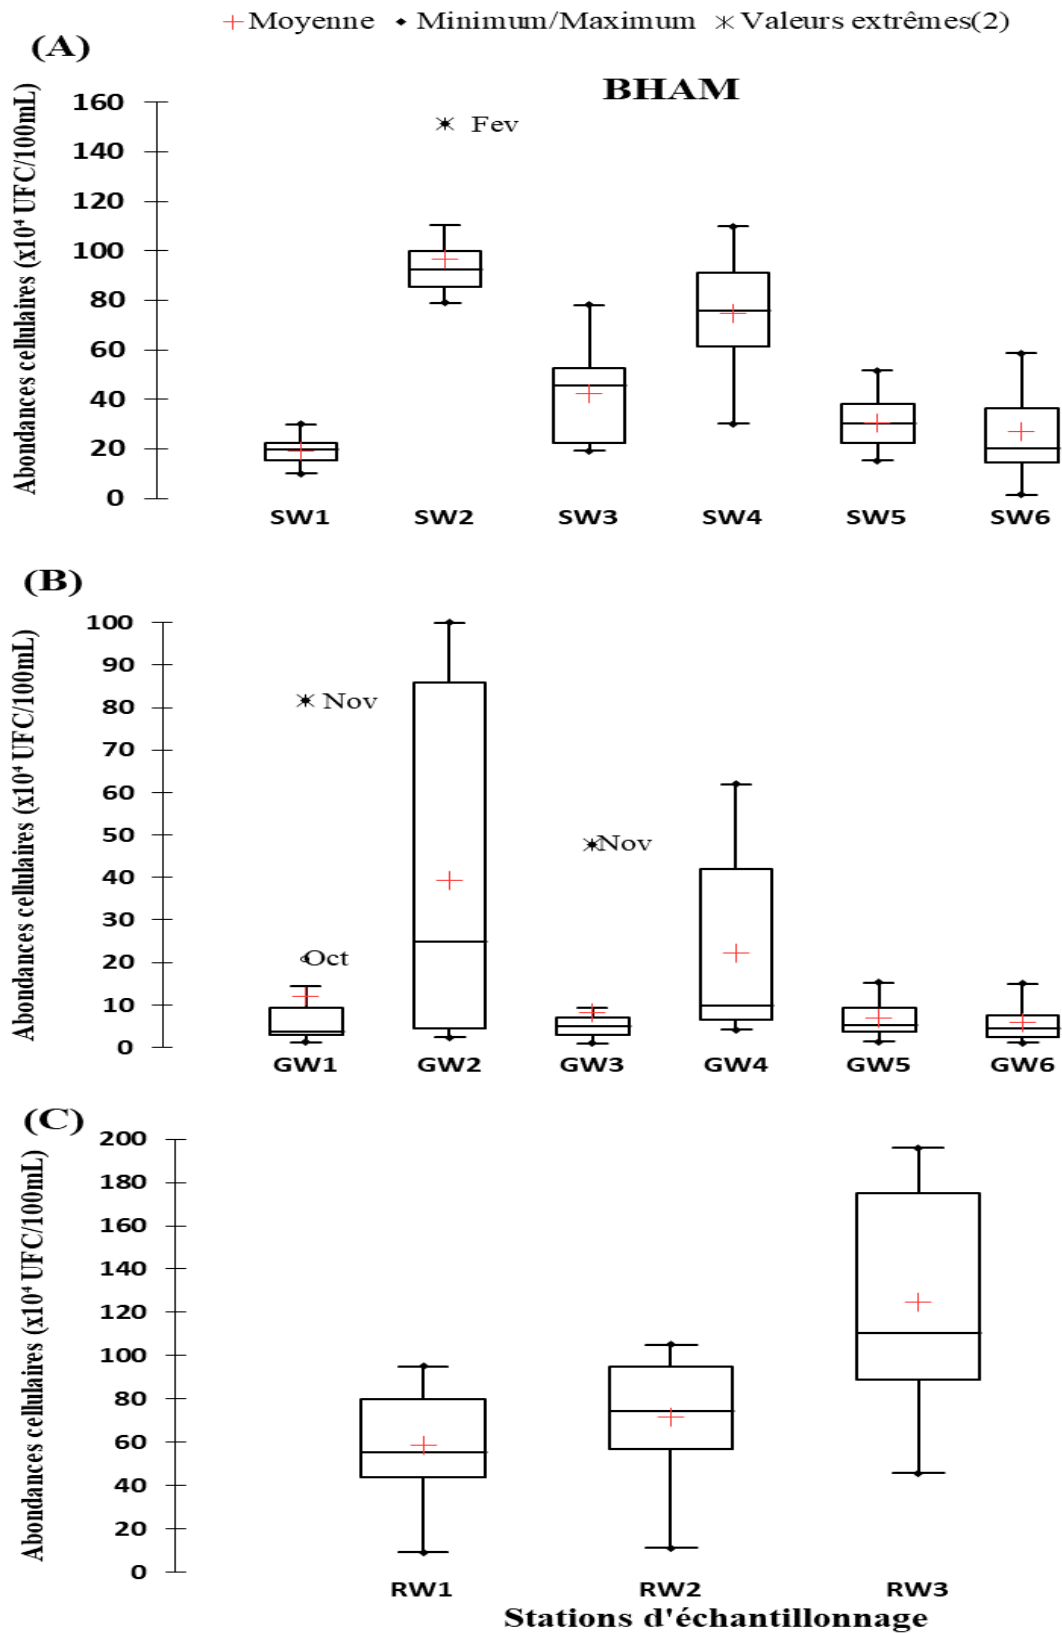 Moyenne Minimum/Maximum Valeurs extrêmes(2)
(A)
BHAM
Abondances cellulaires (x10⁴ UFC/100mL)
160
140
120
100
80
60
40
20
0
Fev
SW1 SW2 SW3 SW4 SW5 SW6
(B)
Abondances cellulaires (x10⁴ UFC/100mL)
100
90
80
70
60
50
40
30
20
10
0
Nov
Nov
Oct
GW1 GW2 GW3 GW4 GW5 GW6
(C)
Abondances cellulaires (x10⁴ UFC/100mL)
200
180
160
140
120
100
80
60
40
20
0
RW1 RW2 RW3
Stations d'échantillonnage